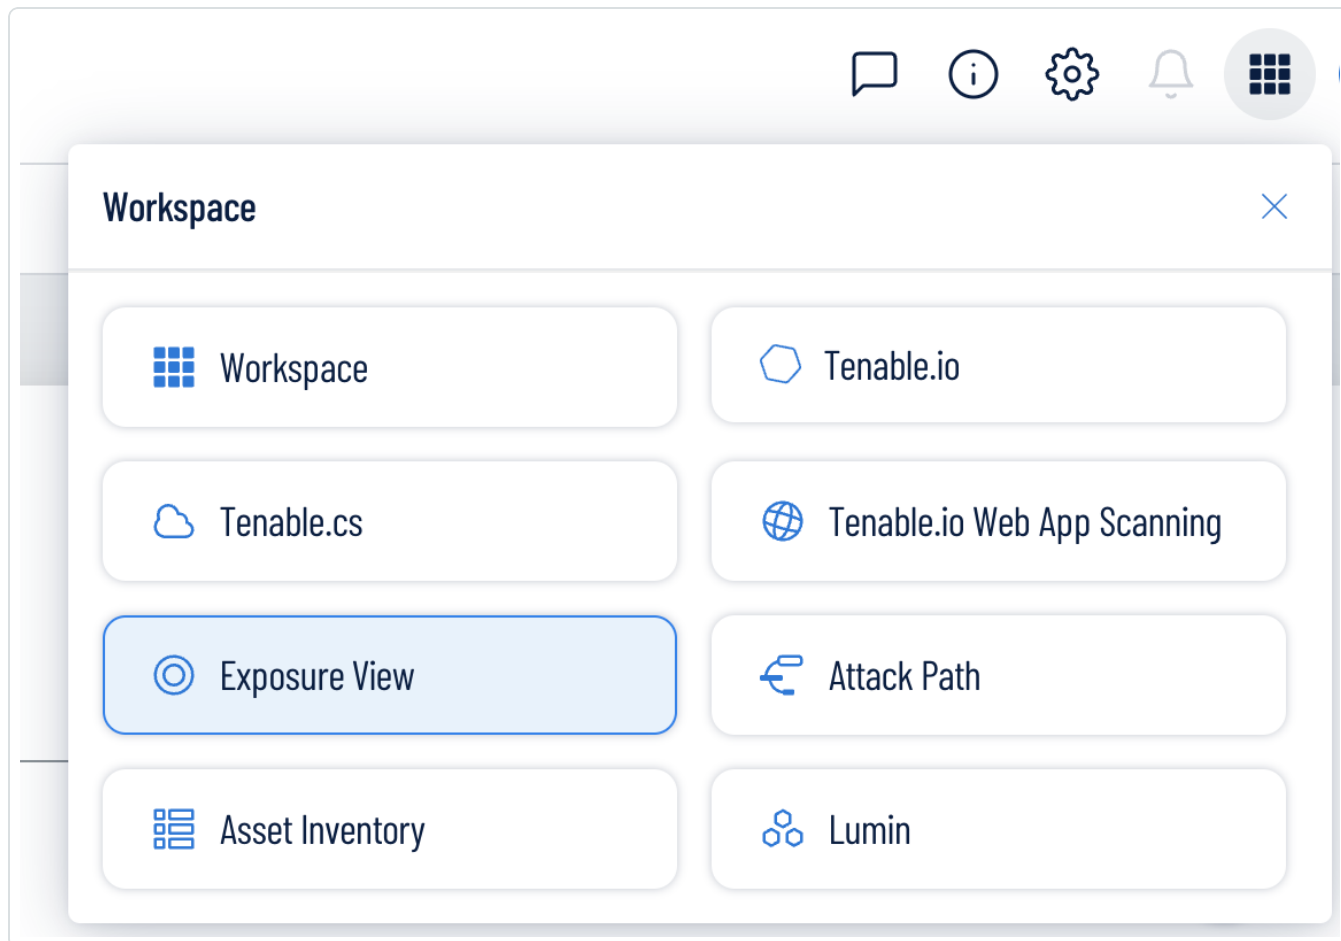 Workspace
Workspace
Tenable.io
Tenable.cs
Tenable.io Web App Scanning
Exposure View
Attack Path
Asset Inventory
Lumin